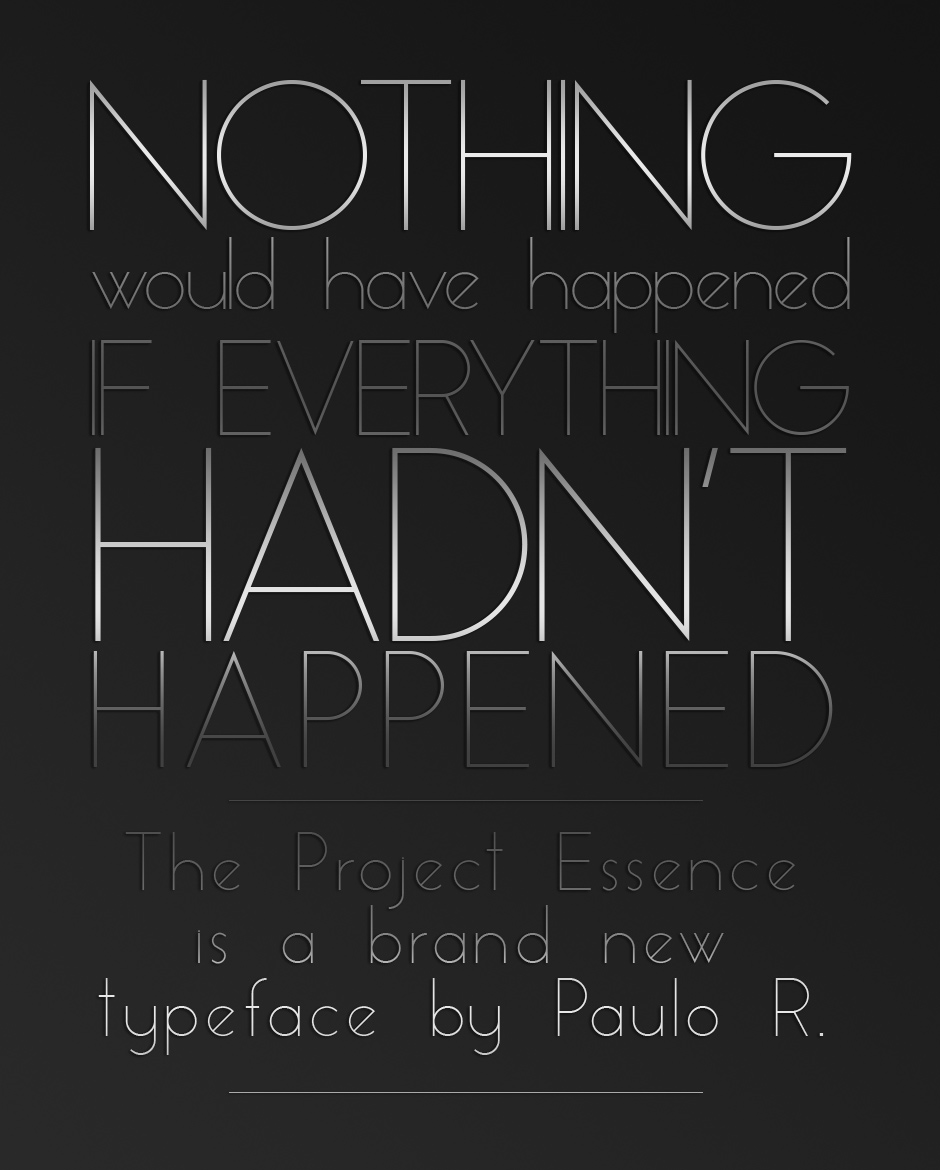 NOTHING
would have happened
IF EVERYTHING
HADN'T
HAPPENED
The Project Essence
is a brand new
typeface by Paulo R.